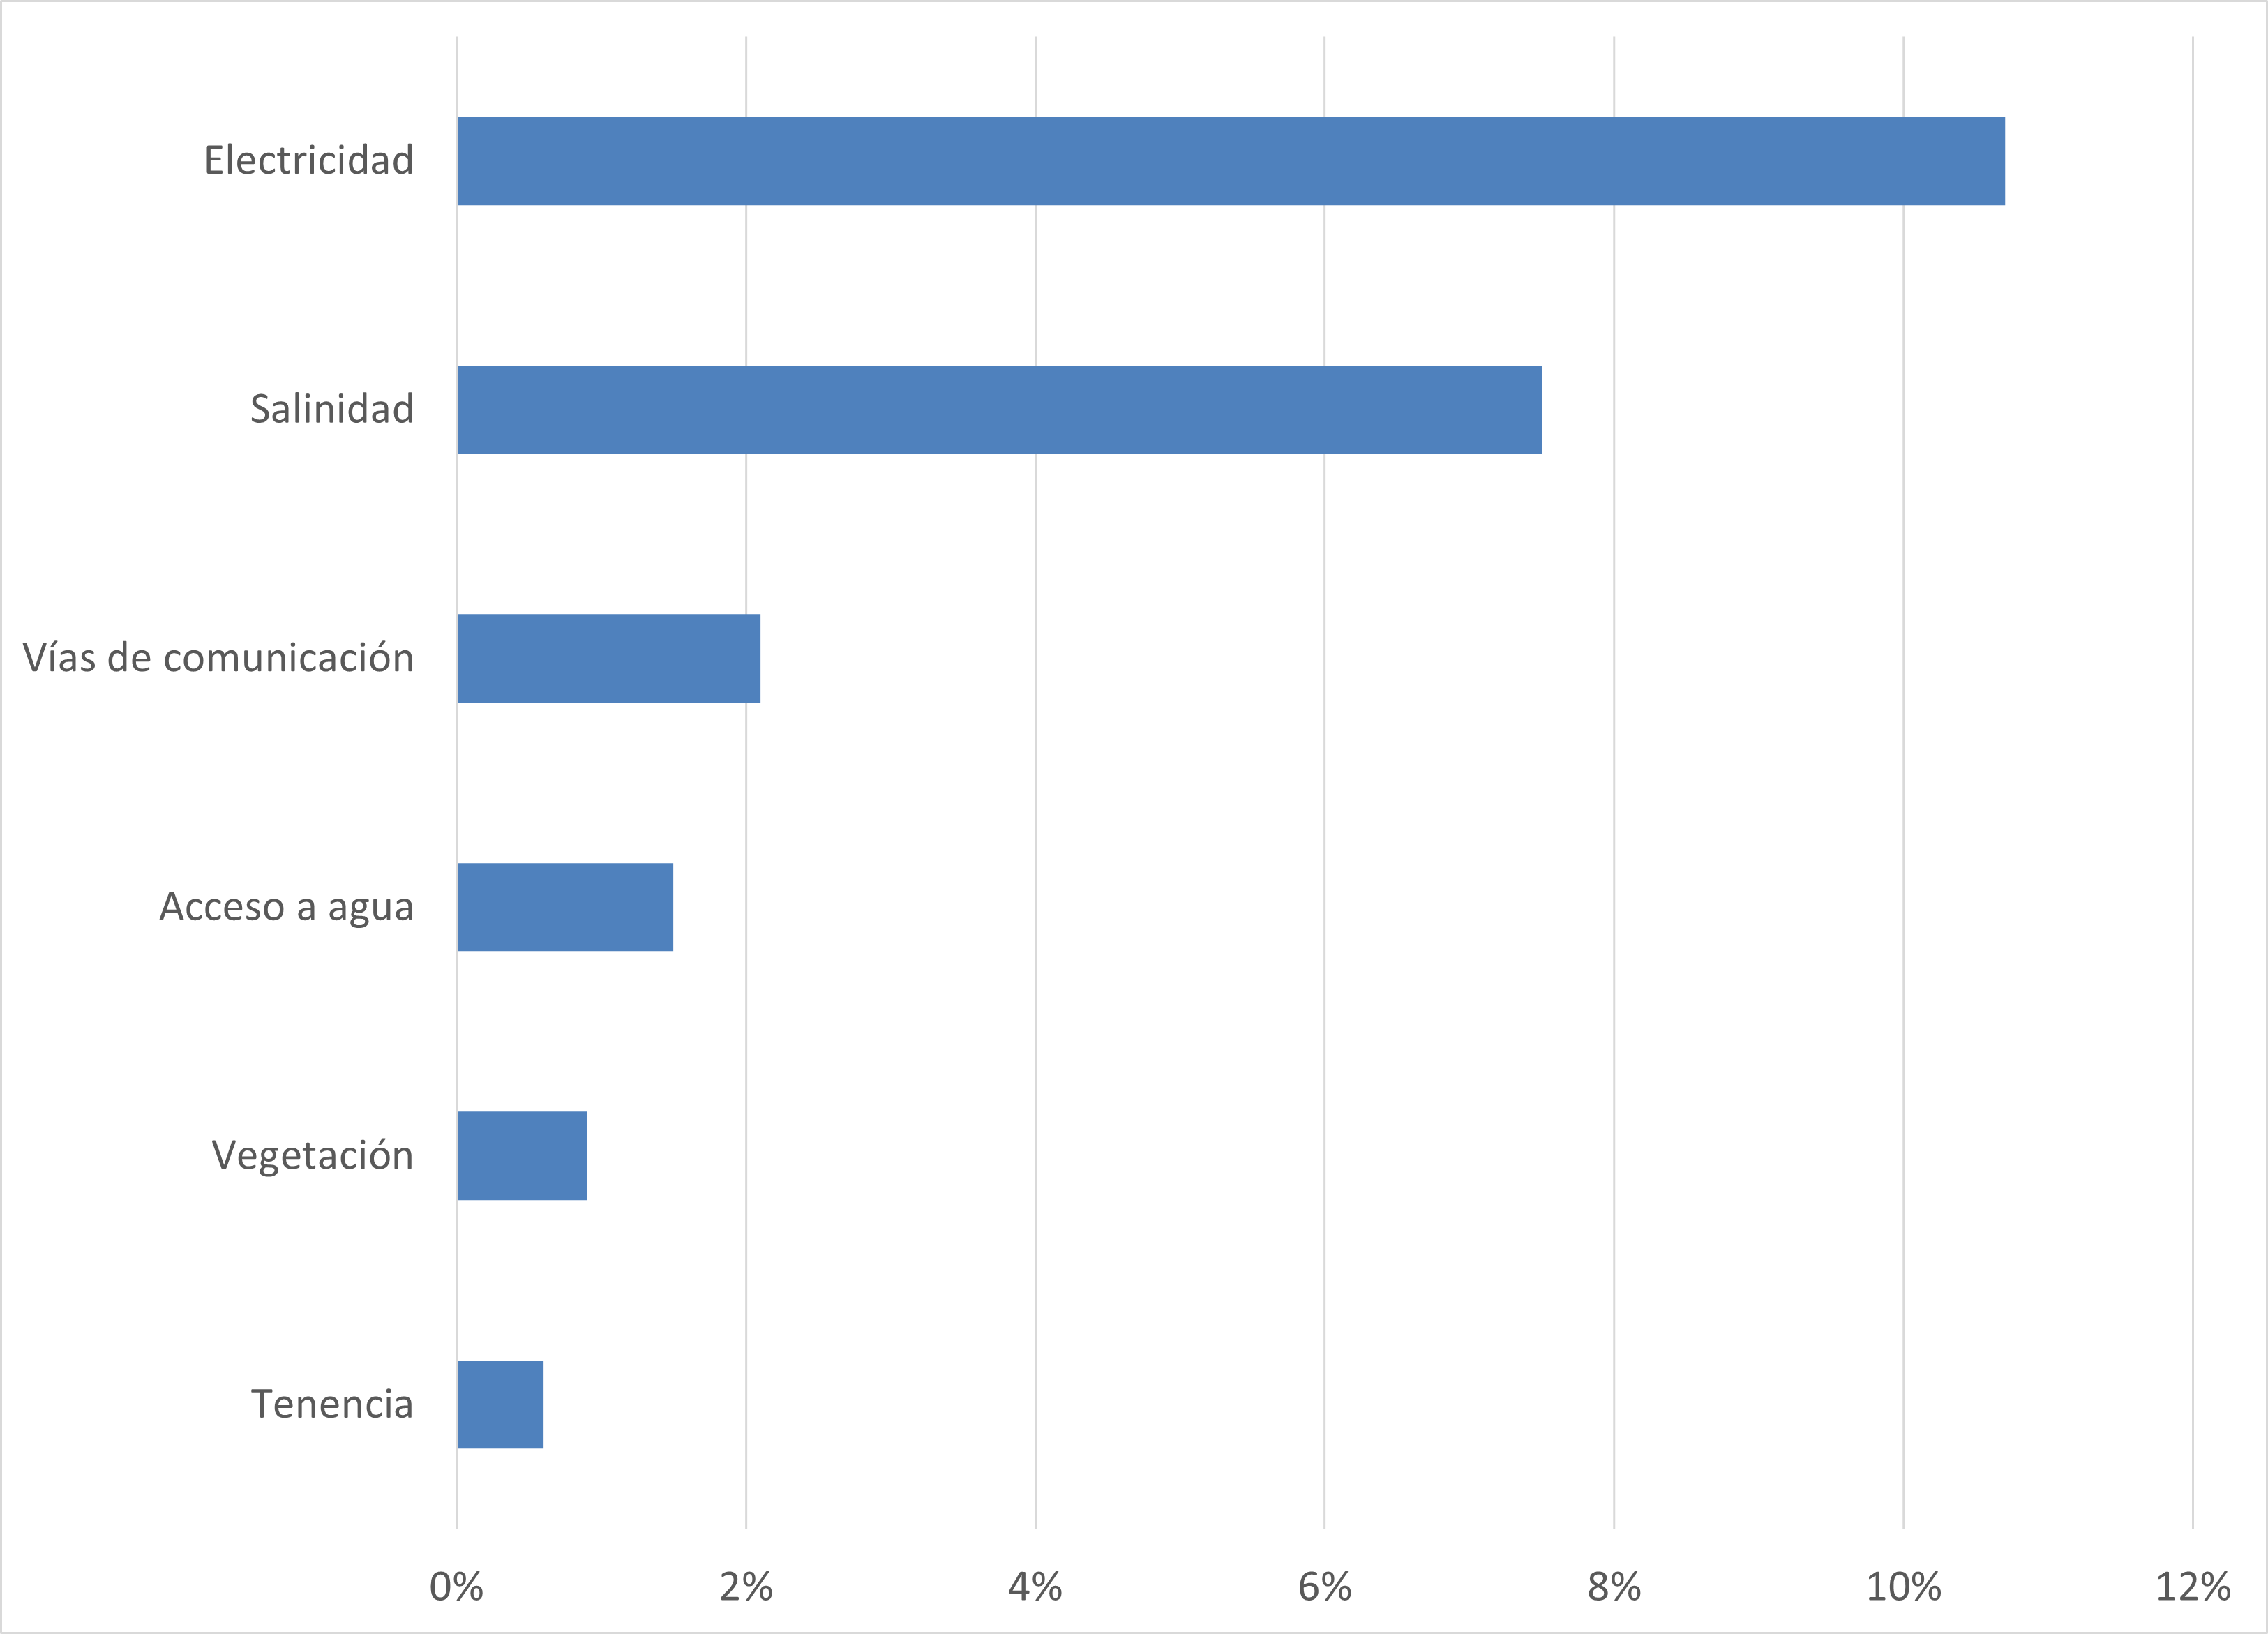 Electricidad
Salinidad
Vías de comunicación
Acceso a agua
Vegetación
Tenencia
0% 2% 4% 6% 8% 10% 12%